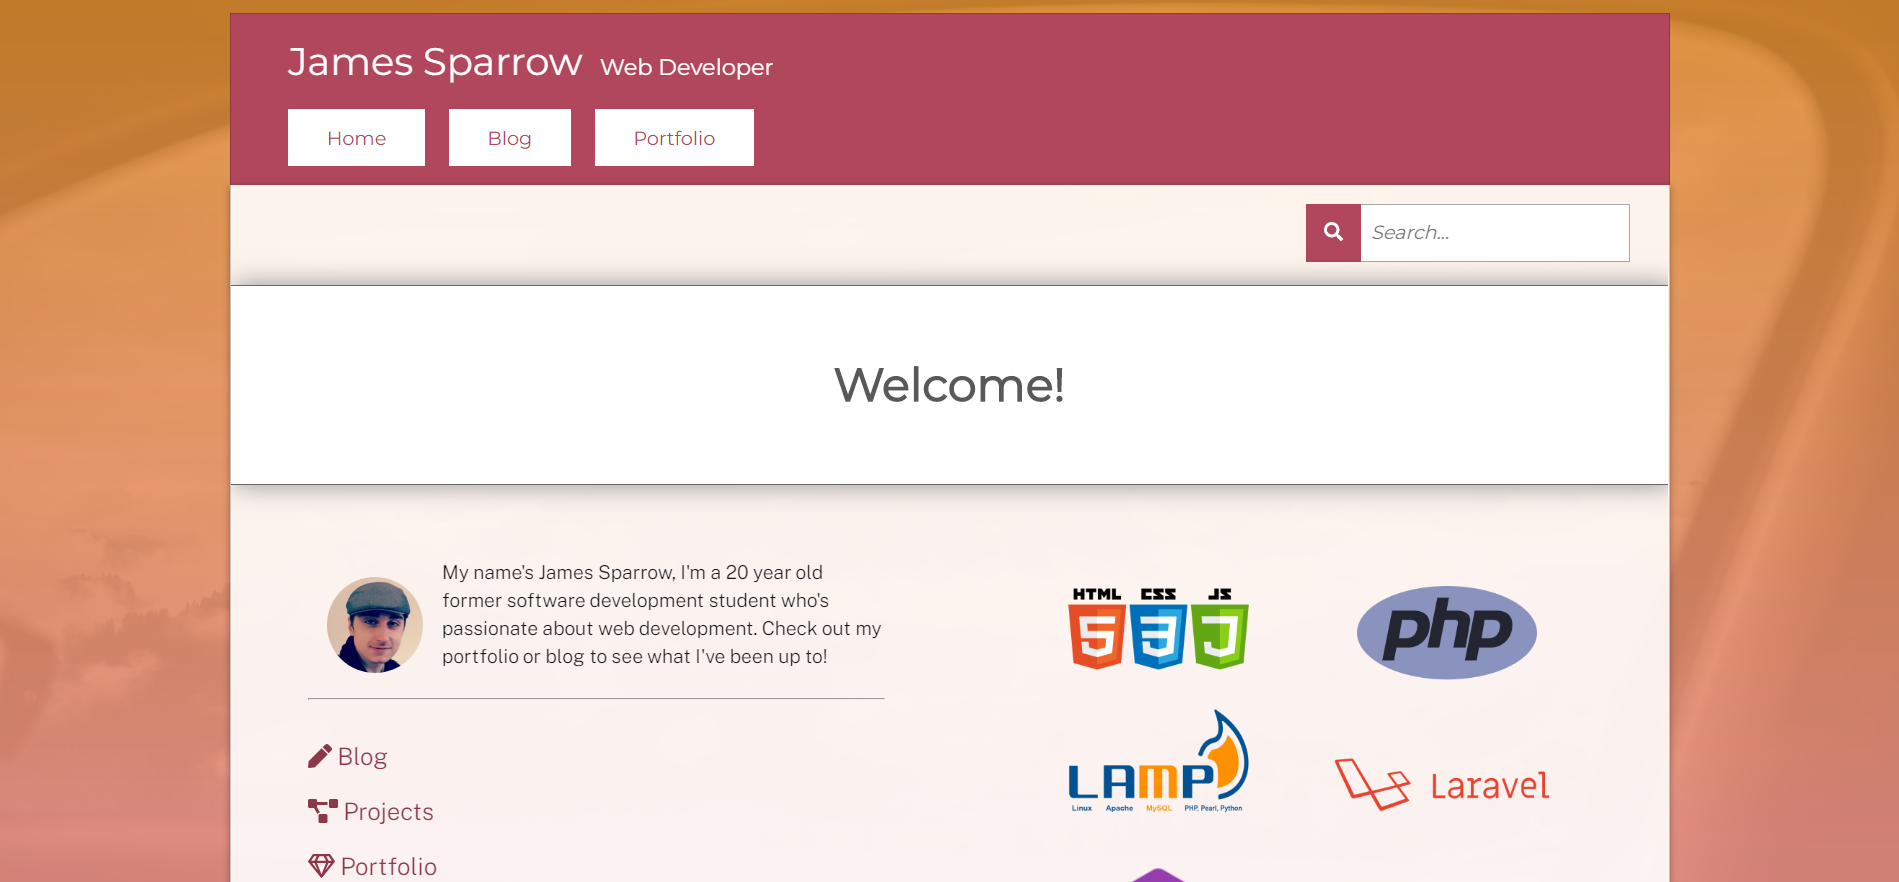 James Sparrow Web Developer
Home Blog Portfolio
Search...
Welcome!
My name's James Sparrow, I'm a 20 year old
former software development student who's
passionate about web development. Check out my
portfolio or blog to see what I've been up to!
Blog
Projects
Portfolio
HTML CSS JS
5 3 J
php
LAMP
Linux Apache MySQL PHP, Pearl, Python
Laravel